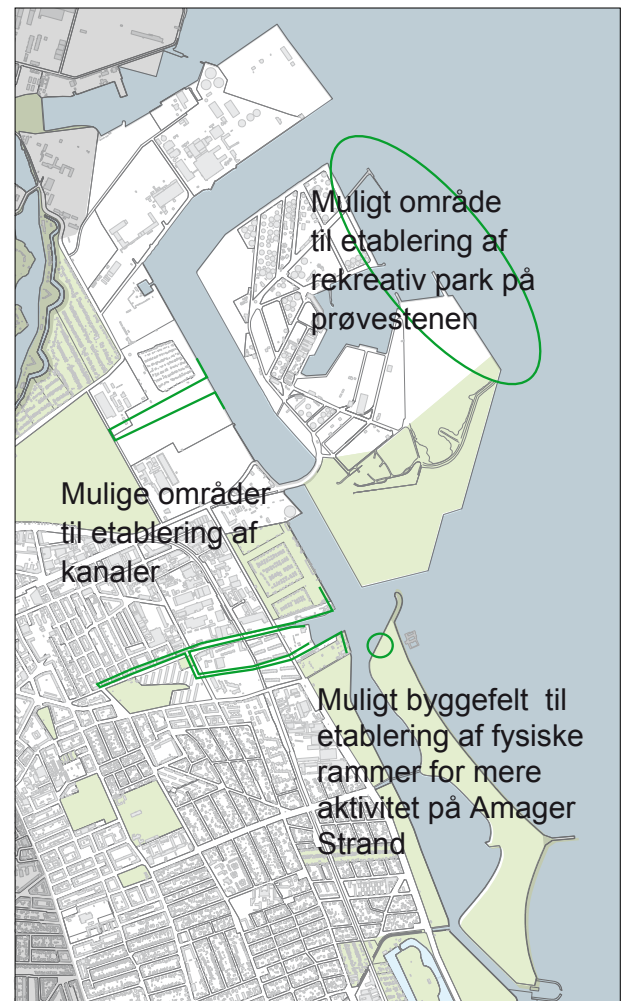 Muligt område
til etablering af
rekreativ park på
prøvestenen
Mulige områder
til etablering af
kanaler
Muligt byggefelt til
etablering af fysiske
rammer for mere
aktivitet på Amager
Strand